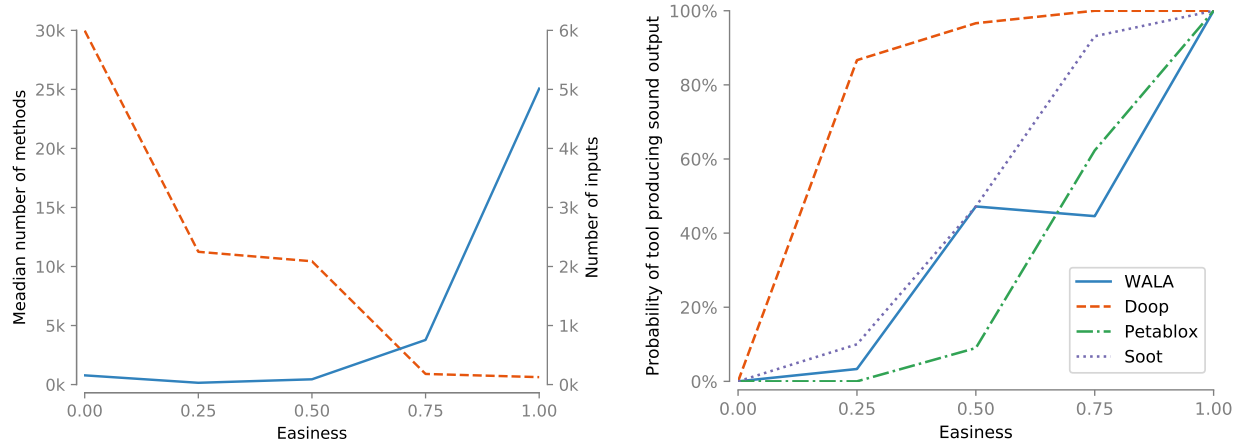 Meadian number of methods
30k
25k
20k
15k
10k
5k
0k
6k
5k
4k
3k
2k
1k
0k
Number of inputs
0.00 0.25 0.50 0.75 1.00
Easiness
Probability of tool producing sound output
100%
80%
60%
40%
20%
0%
WALA
Doop
Petablox
Soot
0.00 0.25 0.50 0.75 1.00
Easiness